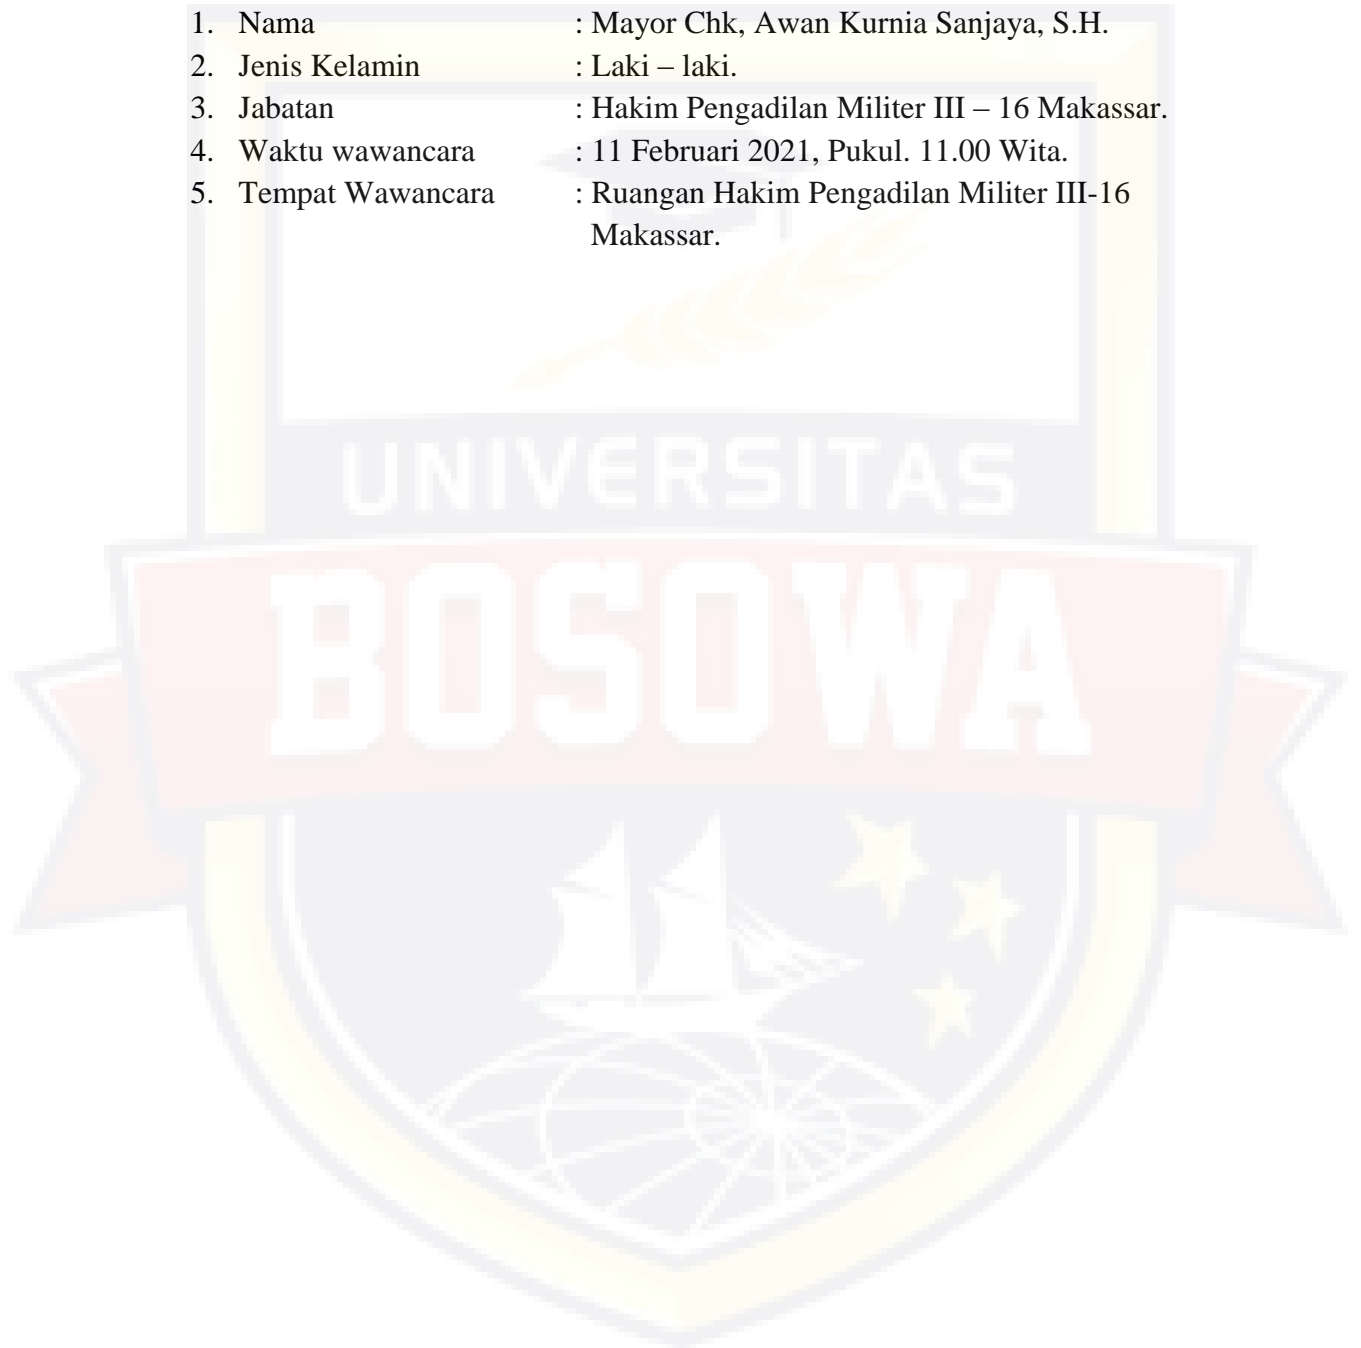 1. Nama : Mayor Chk, Awan Kurnia Sanjaya, S.H.
2. Jenis Kelamin : Laki – laki.
3. Jabatan : Hakim Pengadilan Militer III – 16 Makassar.
4. Waktu wawancara : 11 Februari 2021, Pukul. 11.00 Wita.
5. Tempat Wawancara : Ruangan Hakim Pengadilan Militer III-16
Makassar.
UNIVERSITAS
BOSOWA